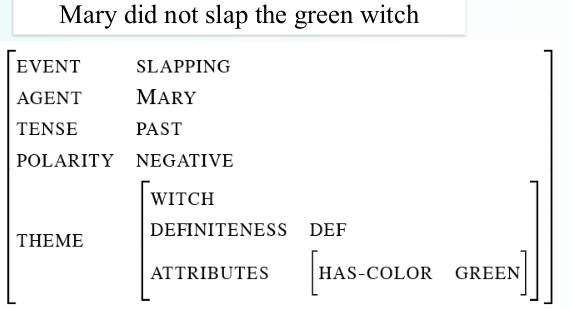 Mary did not slap the green witch
EVENT SLAPPING
AGENT MARY
TENSE PAST
POLARITY NEGATIVE
WITCH
DEFINITENESS DEF
THEME
ATTRIBUTES HAS-COLOR GREEN